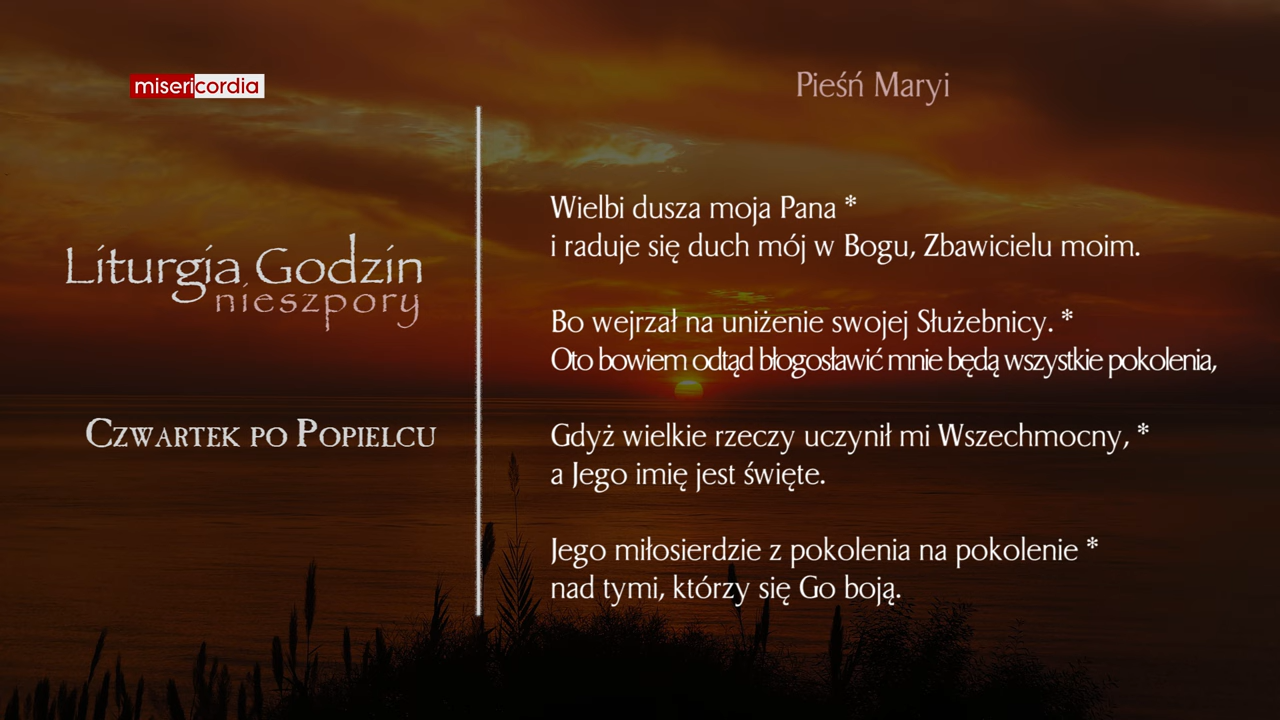 misericordia
Liturgia Godzin
nieszpory
Czwartek po Popielcu
Pieśń Maryi
Wielbi dusza moja Pana *
i raduje się duch mój w Bogu, Zbawicielu moim.
Bo wejrzał na uniżenie swojej Służebnicy. *
Oto bowiem odtąd błogosławić mnie będą wszystkie pokolenia,
Gdyż wielkie rzeczy uczynił mi Wszechmocny, *
a Jego imię jest święte.
Jego miłosierdzie z pokolenia na pokolenie *
nad tymi, którzy się Go boją.